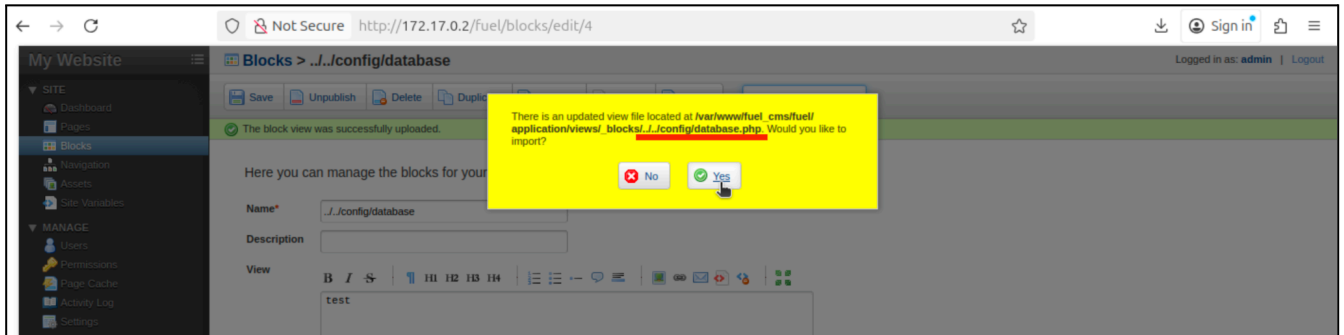 Not Secure http://172.17.0.2/fuel/blocks/edit/4
Sign in
My Website
Blocks > ../../config/database
Logged in as: admin | Logout
SITE
Dashboard
Pages
Blocks
Navigation
Assets
Site Variables
MANAGE
Users
Permissions
Page Cache
Activity Log
Settings
Save Unpublish Delete Duplic
The block view was successfully uploaded.
There is an updated view file located at /var/www/fuel_cms/fuel/
application/views/_blocks/../../config/database.php. Would you like to
import?
No Yes
Here you can manage the blocks for your
Name* ../../config/database
Description
View
B I S ¶ H1 H2 H3 H4
test